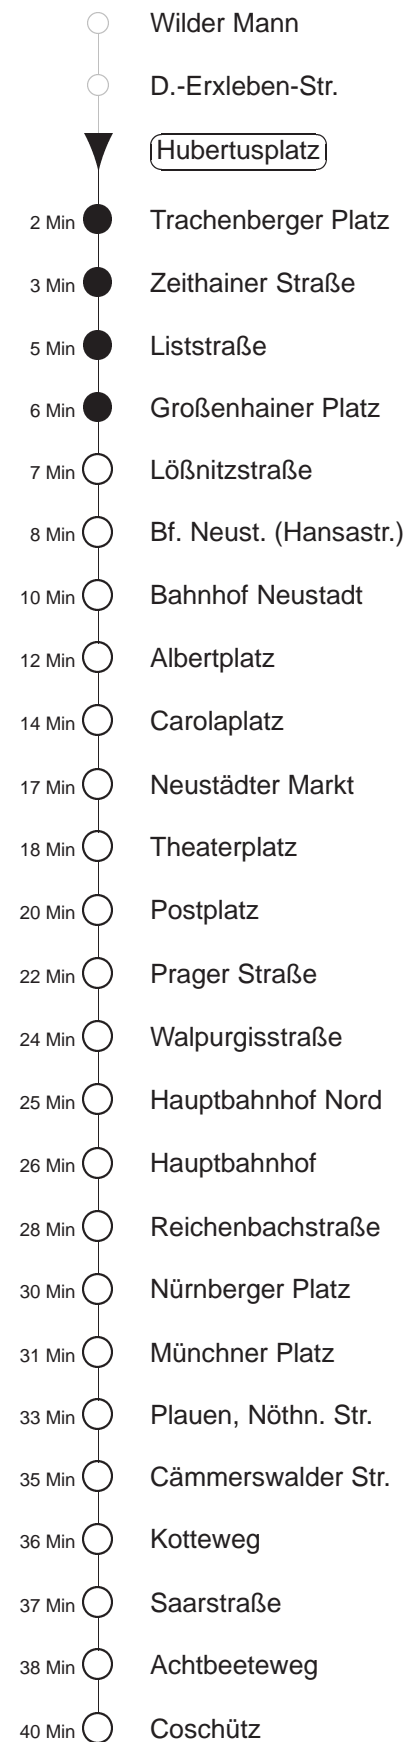 Wilder Mann
D.-Erxleben-Str.
Hubertusplatz
2 Min Trachenberger Platz
3 Min Zeithainer Straße
5 Min Liststraße
6 Min Großenhainer Platz
7 Min Lößnitzstraße
8 Min Bf. Neust. (Hansastr.)
10 Min Bahnhof Neustadt
12 Min Albertplatz
14 Min Carolaplatz
17 Min Neustädter Markt
18 Min Theaterplatz
20 Min Postplatz
22 Min Prager Straße
24 Min Walpurgisstraße
25 Min Hauptbahnhof Nord
26 Min Hauptbahnhof
28 Min Reichenbachstraße
30 Min Nürnberger Platz
31 Min Münchner Platz
33 Min Plauen, Nöthn. Str.
35 Min Cämmerswalder Str.
36 Min Kotteweg
37 Min Saarstraße
38 Min Achtbeeteweg
40 Min Coschütz